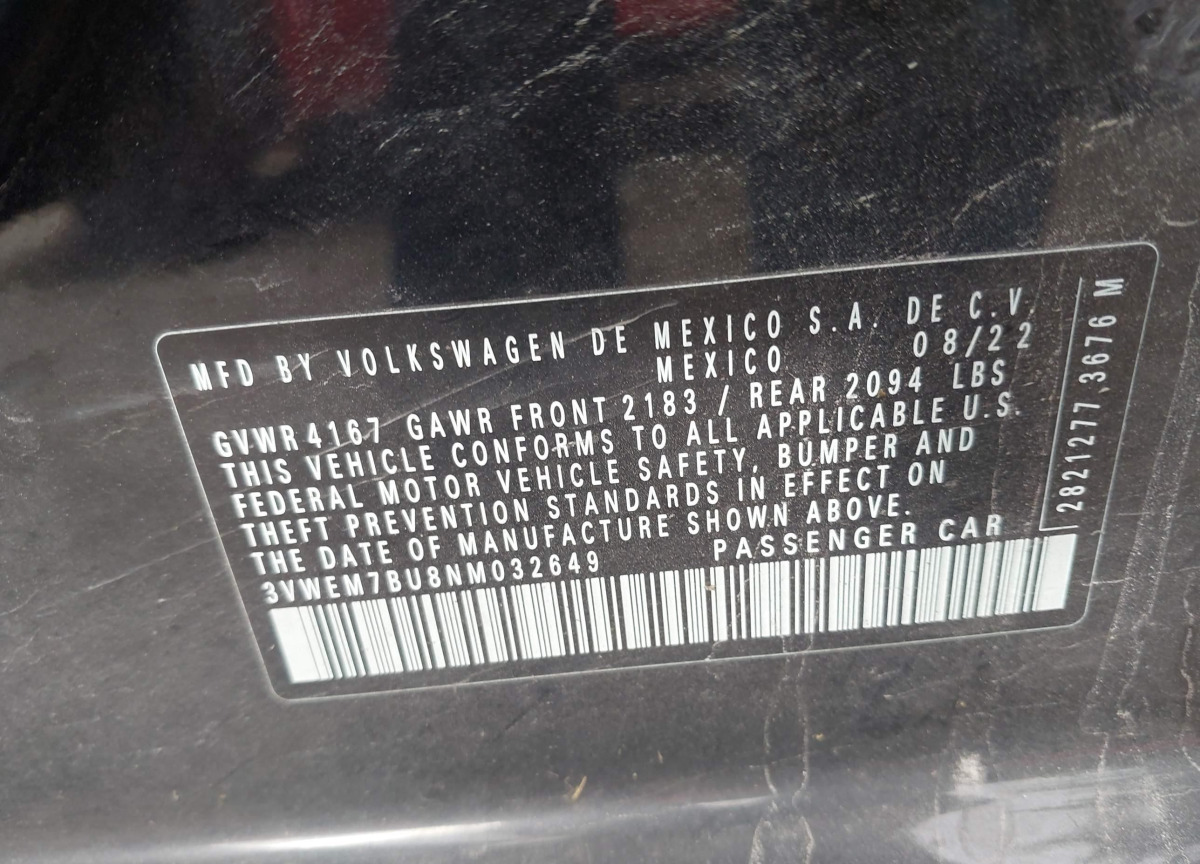 MFD BY VOLKSWAGEN DE MEXICO S.A. DE C.V.
MEXICO 08/22
GVWR 4167 GAWR FRONT 2183 / REAR 2094 LBS
THIS VEHICLE CONFORMS TO ALL APPLICABLE U.S.
FEDERAL MOTOR VEHICLE SAFETY, BUMPER AND
THEFT PREVENTION STANDARDS IN EFFECT ON
THE DATE OF MANUFACTURE SHOWN ABOVE.
3VWEM7BU8NM032649 PASSENGER CAR
2821277,3676 M